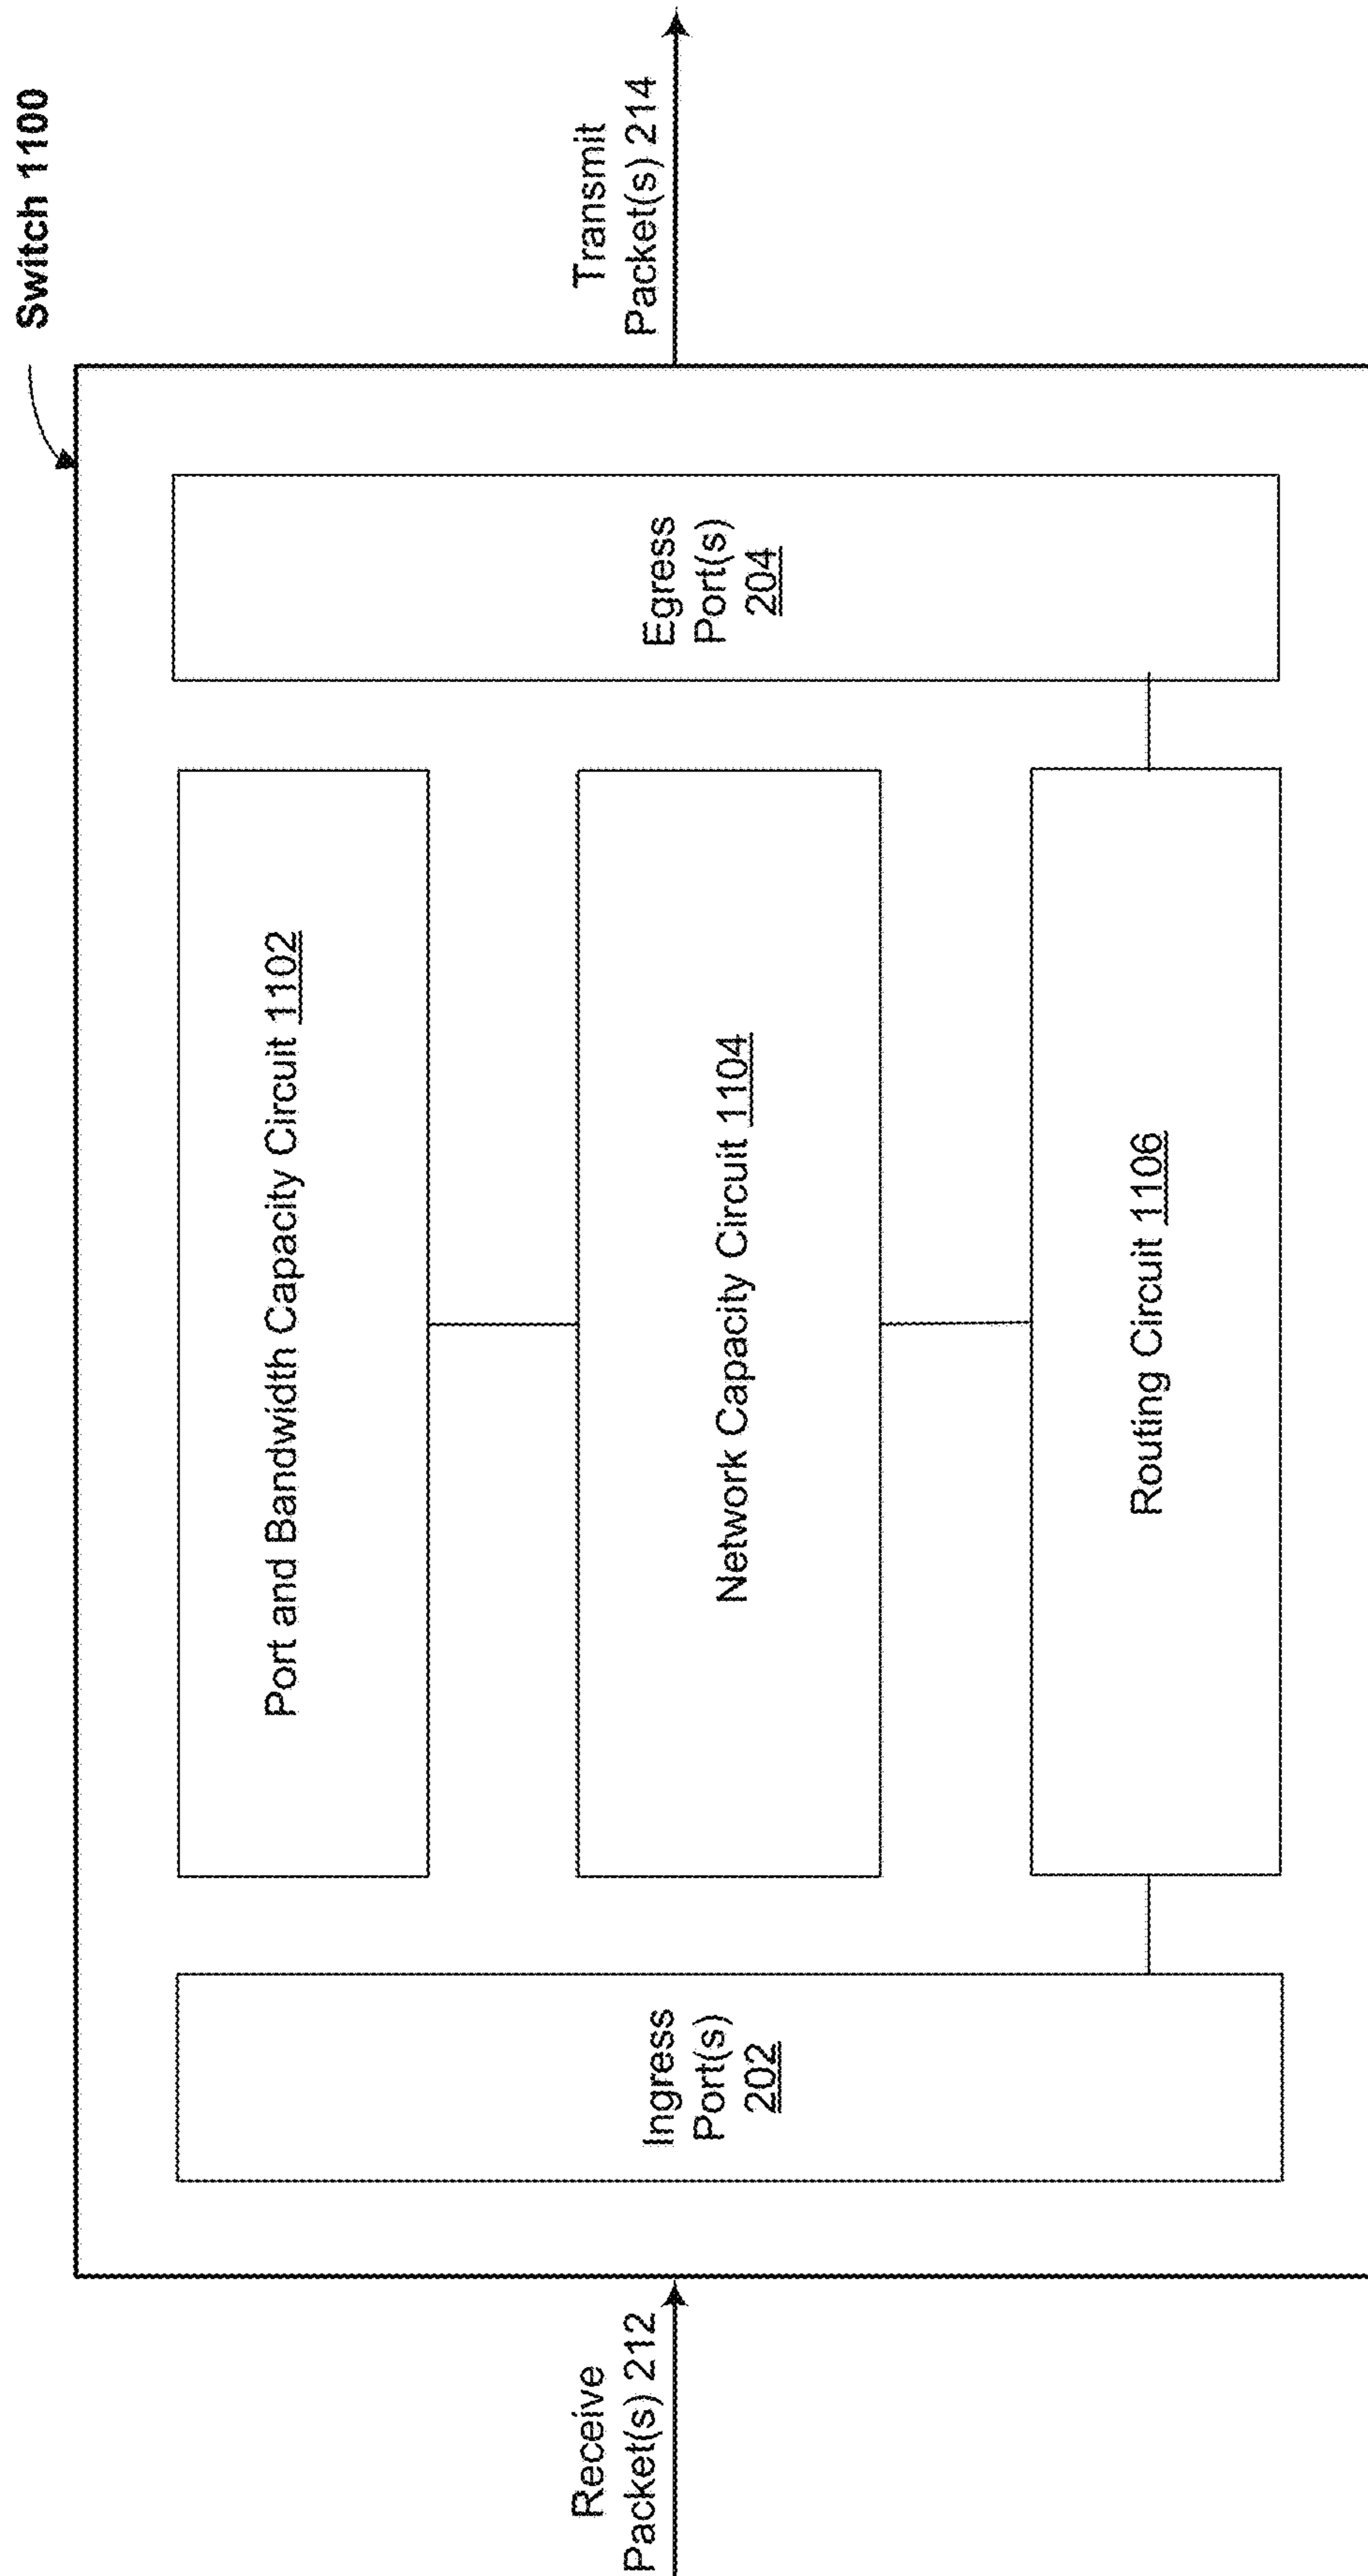 Switch 1100
Receive
Packet(s) 212
Ingress
Port(s)
202
Port and Bandwidth Capacity Circuit 1102
Network Capacity Circuit 1104
Routing Circuit 1106
Egress
Port(s)
204
Transmit
Packet(s) 214